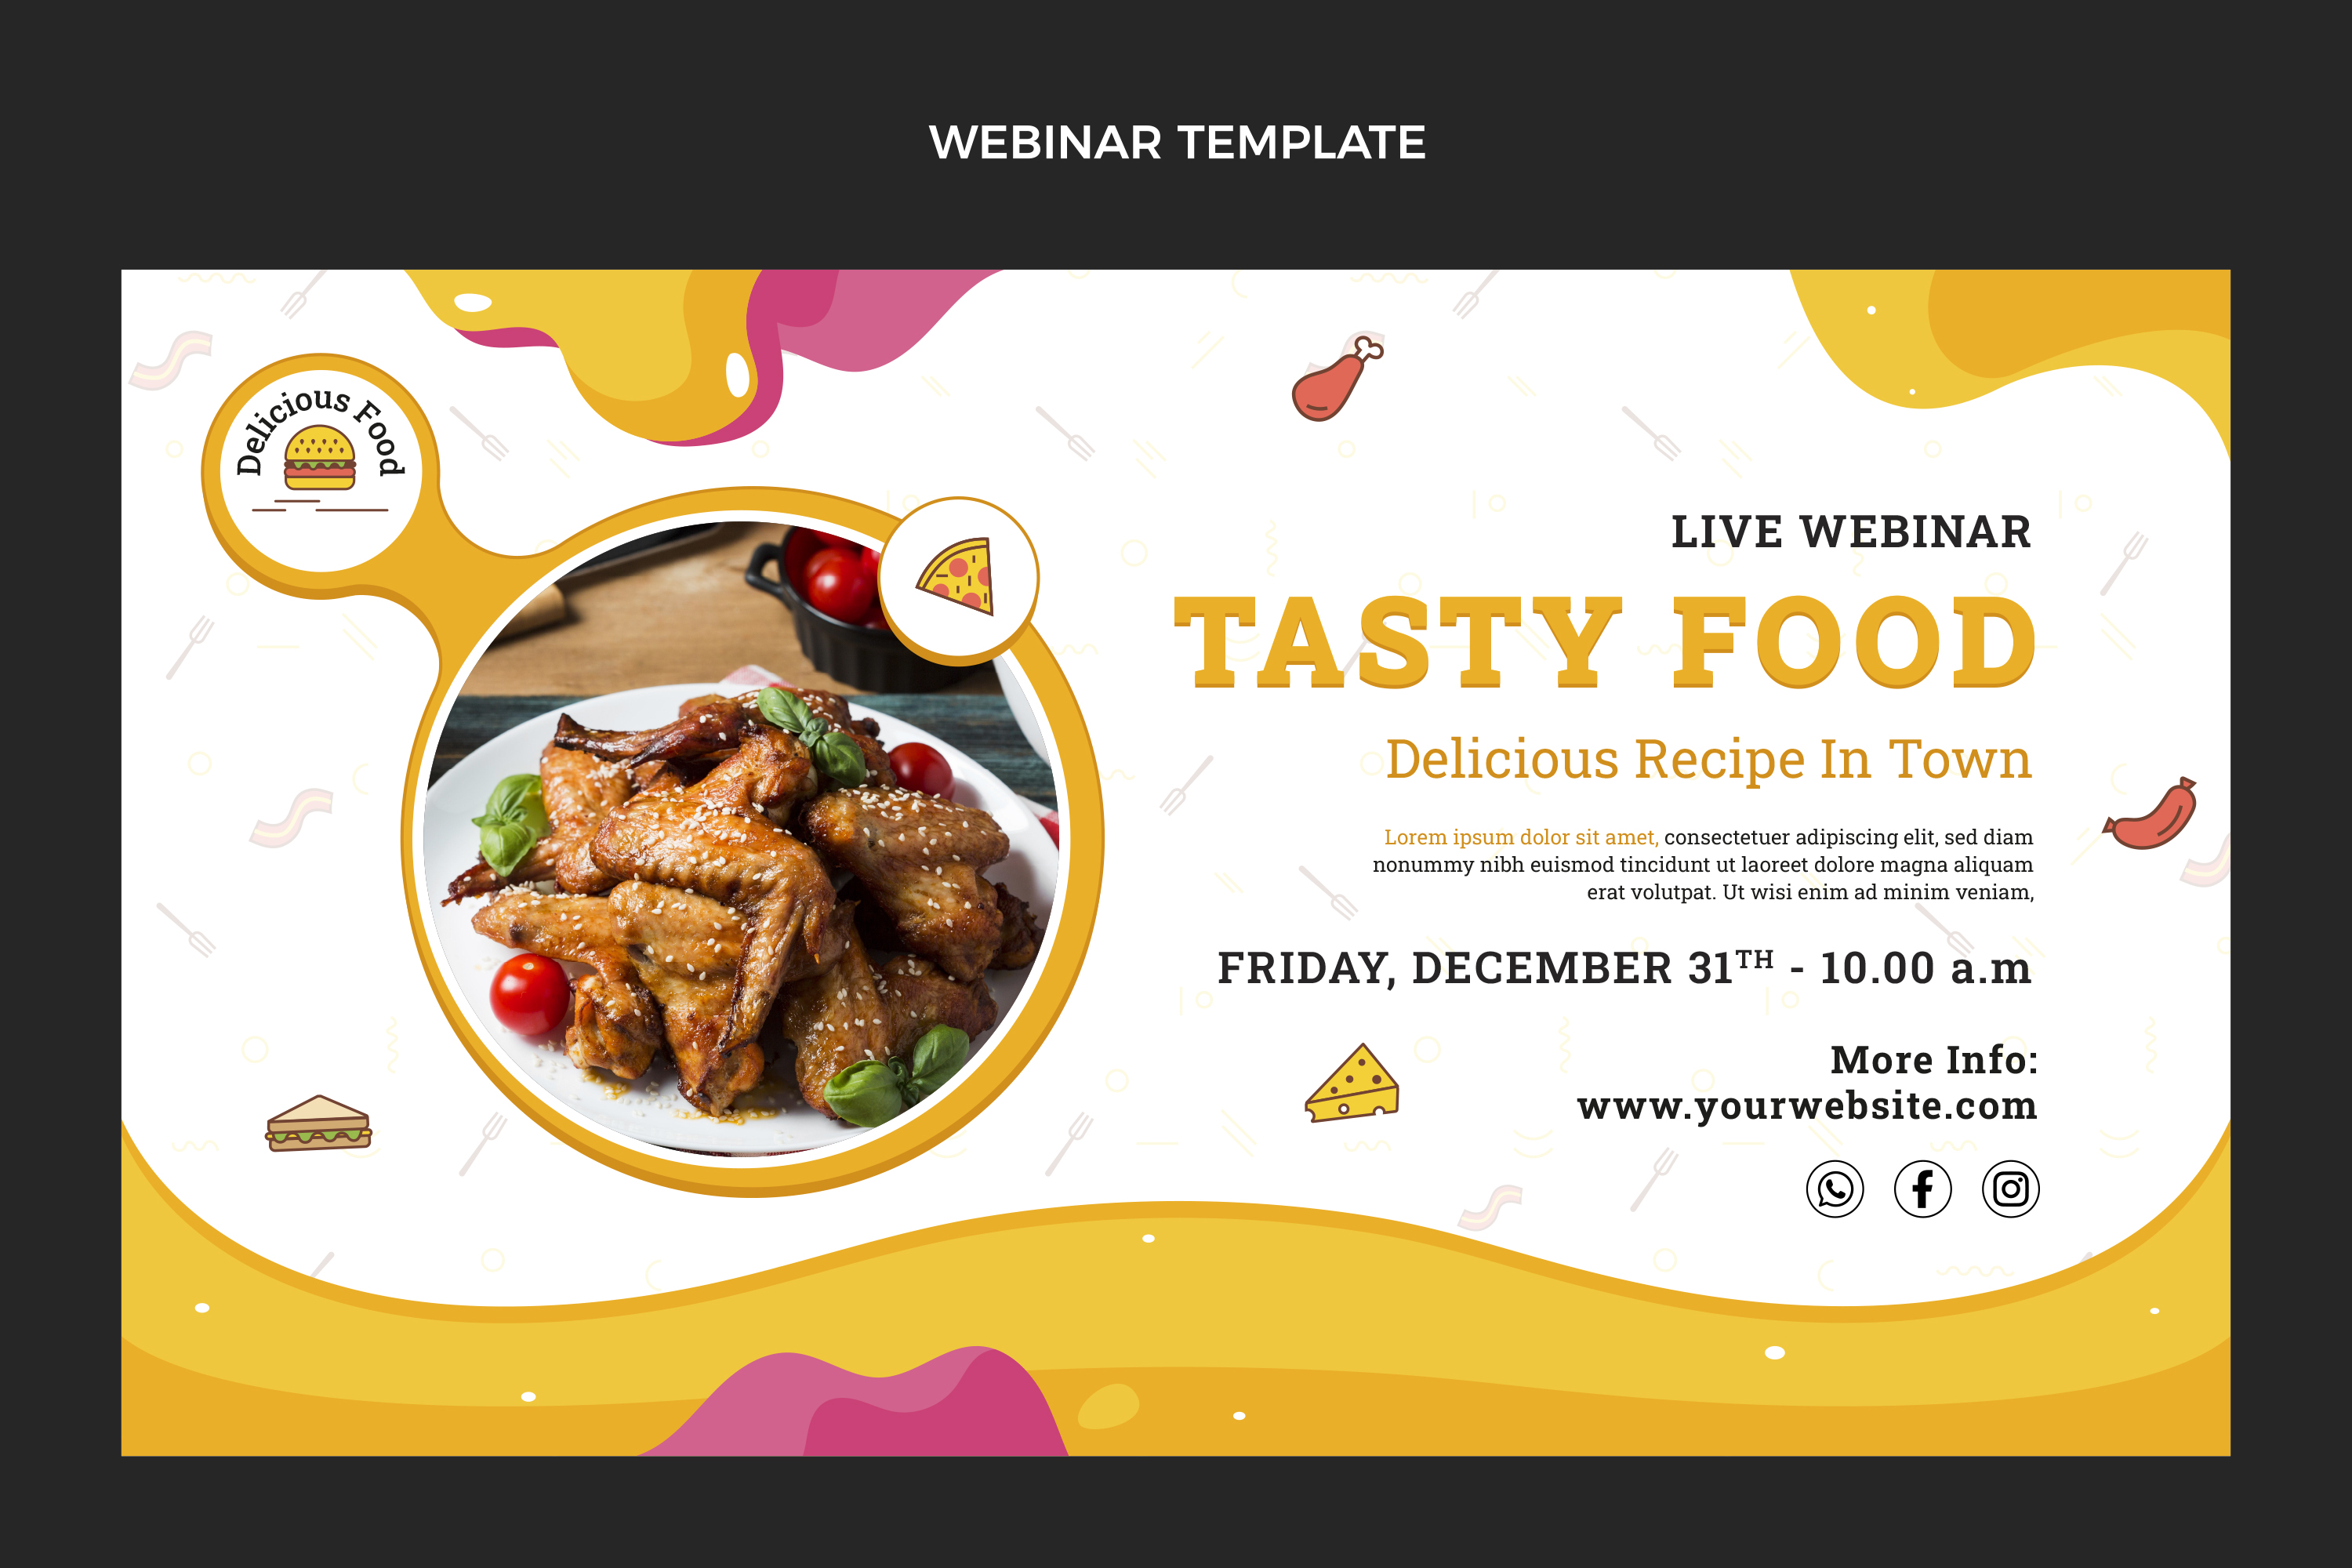 WEBINAR TEMPLATE
Delicious Food
LIVE WEBINAR
TASTY FOOD
Delicious Recipe In Town
Lorem ipsum dolor sit amet, consectetuer adipiscing elit, sed diam
nonummy nibh euismod tincidunt ut laoreet dolore magna aliquam
erat volutpat. Ut wisi enim ad minim veniam,
FRIDAY, DECEMBER 31TH - 10.00 a.m
More Info:
www.yourwebsite.com